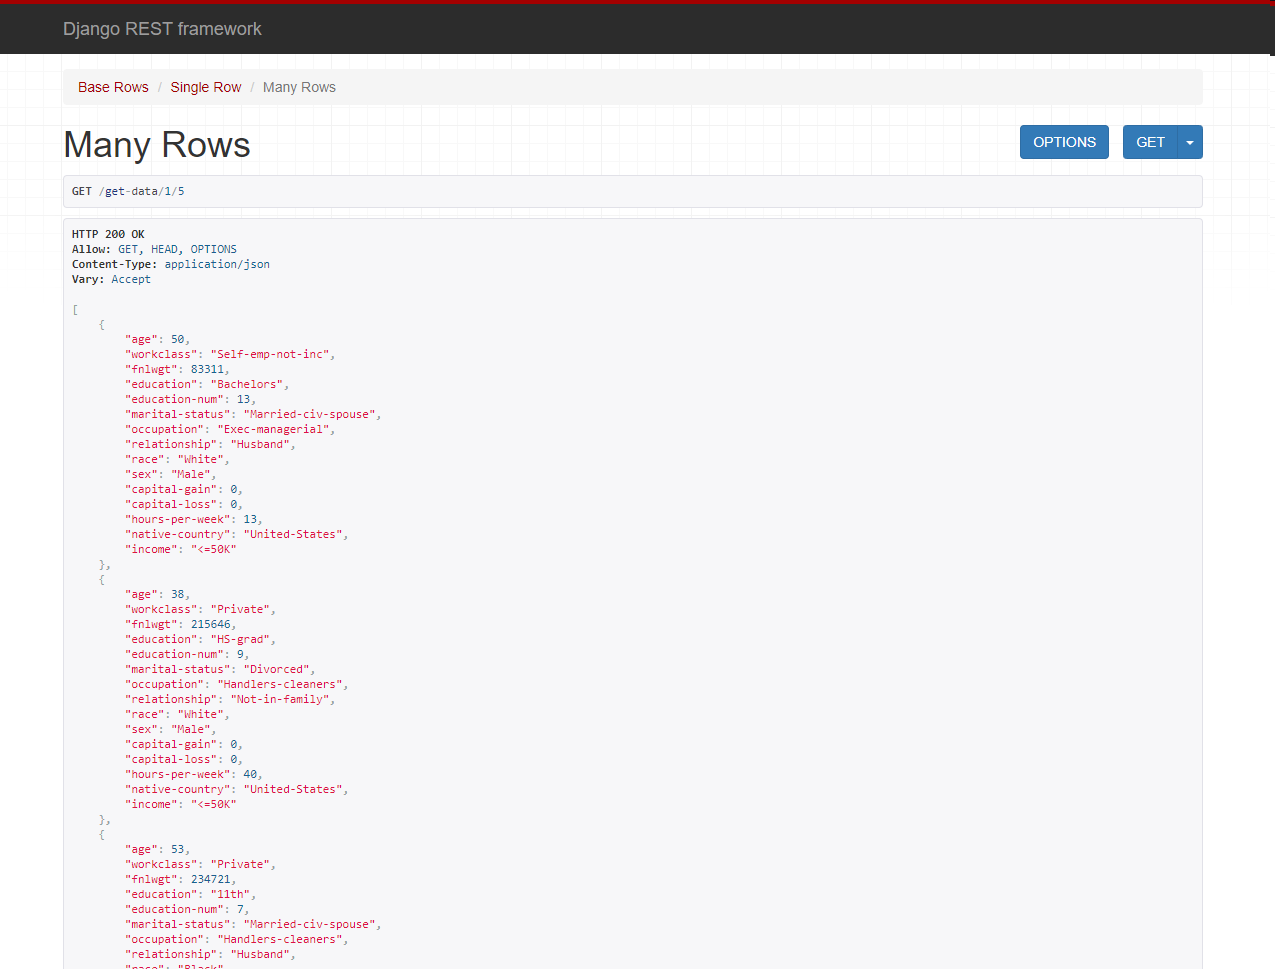 Django REST framework
Base Rows / Single Row / Many Rows
Many Rows
OPTIONS GET
GET /get-data/1/5
HTTP 200 OK
Allow: GET, HEAD, OPTIONS
Content-Type: application/json
Vary: Accept
[
    {
        "age": 50,
        "workclass": "Self-emp-not-inc",
        "fnlwgt": 83311,
        "education": "Bachelors",
        "education-num": 13,
        "marital-status": "Married-civ-spouse",
        "occupation": "Exec-managerial",
        "relationship": "Husband",
        "race": "White",
        "sex": "Male",
        "capital-gain": 0,
        "capital-loss": 0,
        "hours-per-week": 13,
        "native-country": "United-States",
        "income": "<=50K"
    },
    {
        "age": 38,
        "workclass": "Private",
        "fnlwgt": 215646,
        "education": "HS-grad",
        "education-num": 9,
        "marital-status": "Divorced",
        "occupation": "Handlers-cleaners",
        "relationship": "Not-in-family",
        "race": "White",
        "sex": "Male",
        "capital-gain": 0,
        "capital-loss": 0,
        "hours-per-week": 40,
        "native-country": "United-States",
        "income": "<=50K"
    },
    {
        "age": 53,
        "workclass": "Private",
        "fnlwgt": 234721,
        "education": "11th",
        "education-num": 7,
        "marital-status": "Married-civ-spouse",
        "occupation": "Handlers-cleaners",
        "relationship": "Husband",
        "race": "Black"